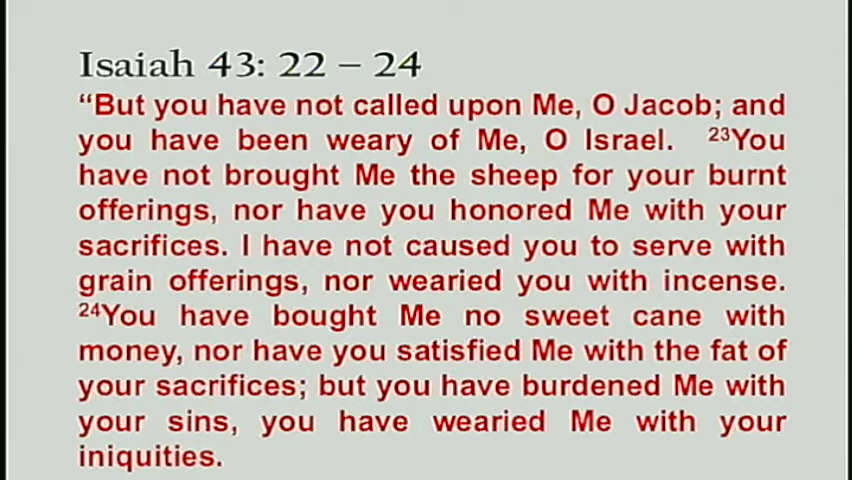 Isaiah 43: 22 – 24
“But you have not called upon Me, O Jacob; and
you have been weary of Me, O Israel. ²³You
have not brought Me the sheep for your burnt
offerings, nor have you honored Me with your
sacrifices. I have not caused you to serve with
grain offerings, nor wearied you with incense.
²⁴You have bought Me no sweet cane with
money, nor have you satisfied Me with the fat of
your sacrifices; but you have burdened Me with
your sins, you have wearied Me with your
iniquities.